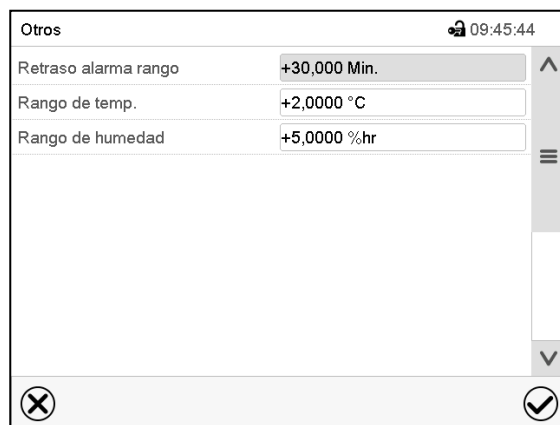 Otros 09:45:44
Retraso alarma rango +30,000 Min.
Rango de temp. +2,0000 °C
Rango de humedad +5,0000 %hr